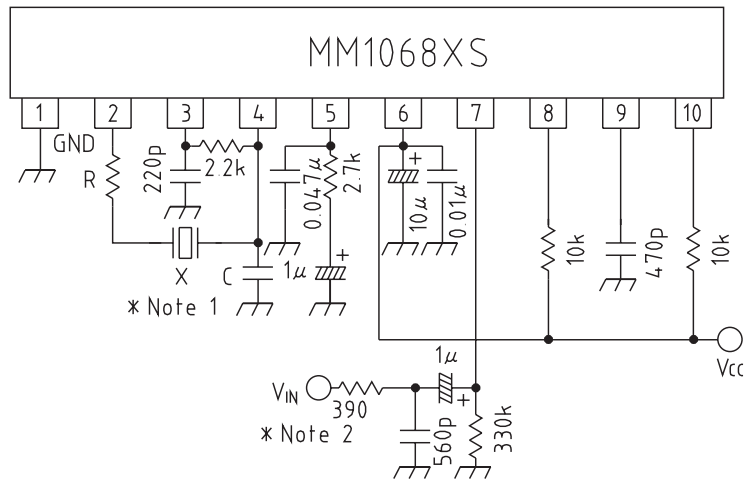 MM1068XS
1 2 3 4 5 6 7 8 9 10
GND
R
220p
2.2k
0.047μ
2.7k
10μ
0.01μ
10k
470p
10k
X
C
1μ
* Note 1
VCC
1μ
VIN
390
* Note 2
560p
330k